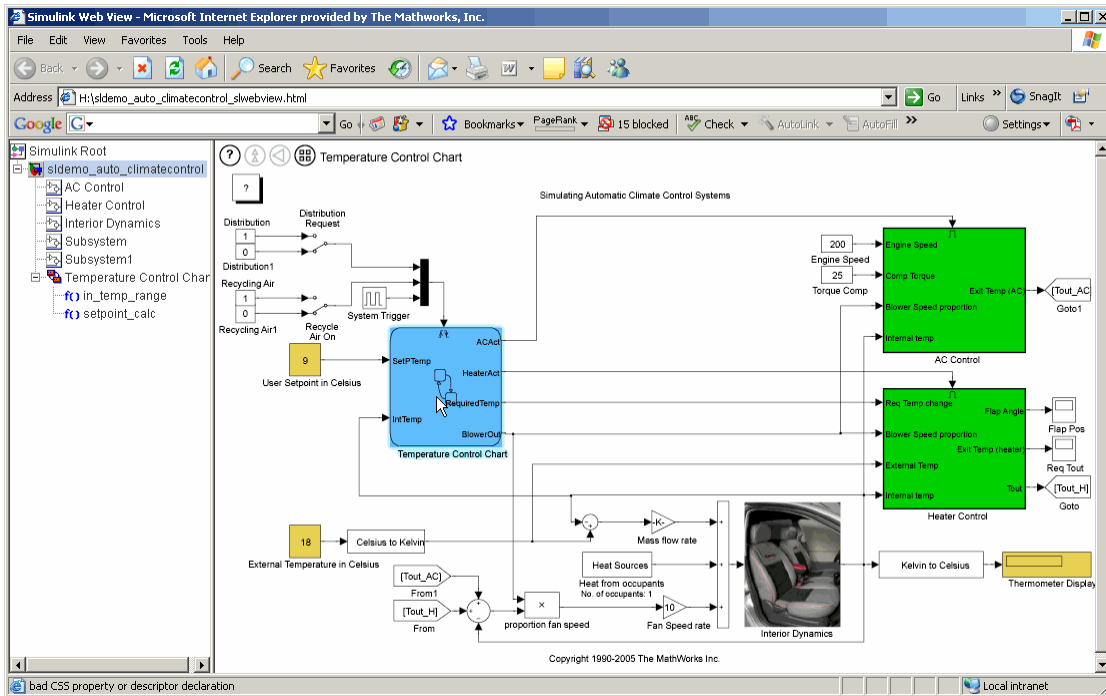 Simulink Web View - Microsoft Internet Explorer provided by The Mathworks, Inc.
File Edit View Favorites Tools Help
Back Search Favorites
Address H:\sldemo_auto_climatecontrol_slwebview.html Go Links » SnagIt
Google G Go Bookmarks PageRank 15 blocked ABC Check AutoLink AutoFill » Settings
Simulink Root
sldemo_auto_climatecontrol
AC Control
Heater Control
Interior Dynamics
Subsystem
Subsystem1
Temperature Control Char
f() in_temp_range
f() setpoint_calc
? Temperature Control Chart
?
Simulating Automatic Climate Control Systems
Distribution
Distribution Request
1
0
Distribution1
Recycling Air
1
0
Recycling Air1
Recycle
Air On
System Trigger
9
User Setpoint in Celsius
SetPTemp
IntTemp
ACAct
HeaterAct
RequiredTemp
BlowerOut
Temperature Control Chart
200
Engine Speed
25
Torque Comp
Engine Speed
Comp Torque
Blower Speed proportion
Internal temp
Exit Temp (AC)
AC Control
[Tout_AC
Goto1
Req Temp change
Blower Speed proportion
External Temp
Internal temp
Flap Angle
Exit Temp (heater)
Tout
Heater Control
Flap Pos
Req Tout
[Tout_H]
Goto
18
External Temperature in Celsius
Celsius to Kelvin
-K-
Mass flow rate
Heat Sources
Heat from occupants
No. of occupants: 1
[Tout_AC]
From1
[Tout_H]
From
×
proportion fan speed
10
Fan Speed rate
Interior Dynamics
Kelvin to Celsius
Thermometer Display
Copyright 1990-2005 The MathWorks Inc.
bad CSS property or descriptor declaration
Local intranet